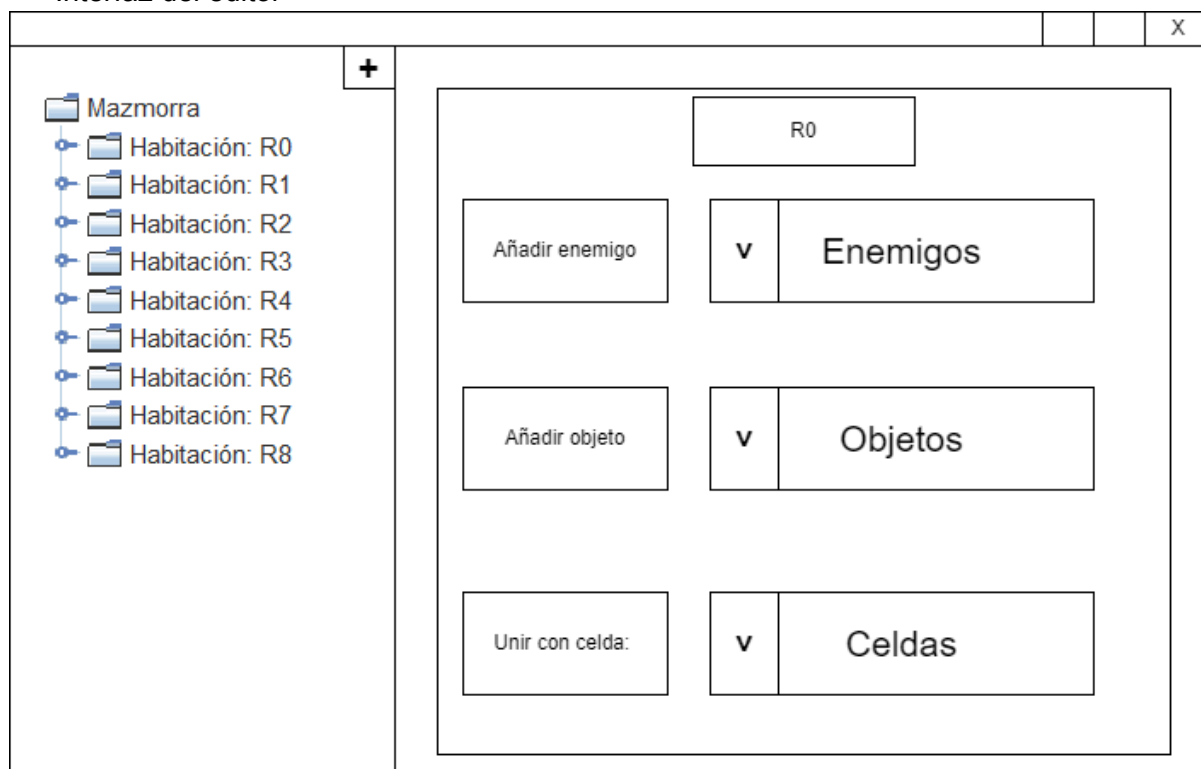 X
+
Mazmorra
Habitación: R0
Habitación: R1
Habitación: R2
Habitación: R3
Habitación: R4
Habitación: R5
Habitación: R6
Habitación: R7
Habitación: R8
R0
Añadir enemigo
v Enemigos
Añadir objeto
v Objetos
Unir con celda:
v Celdas